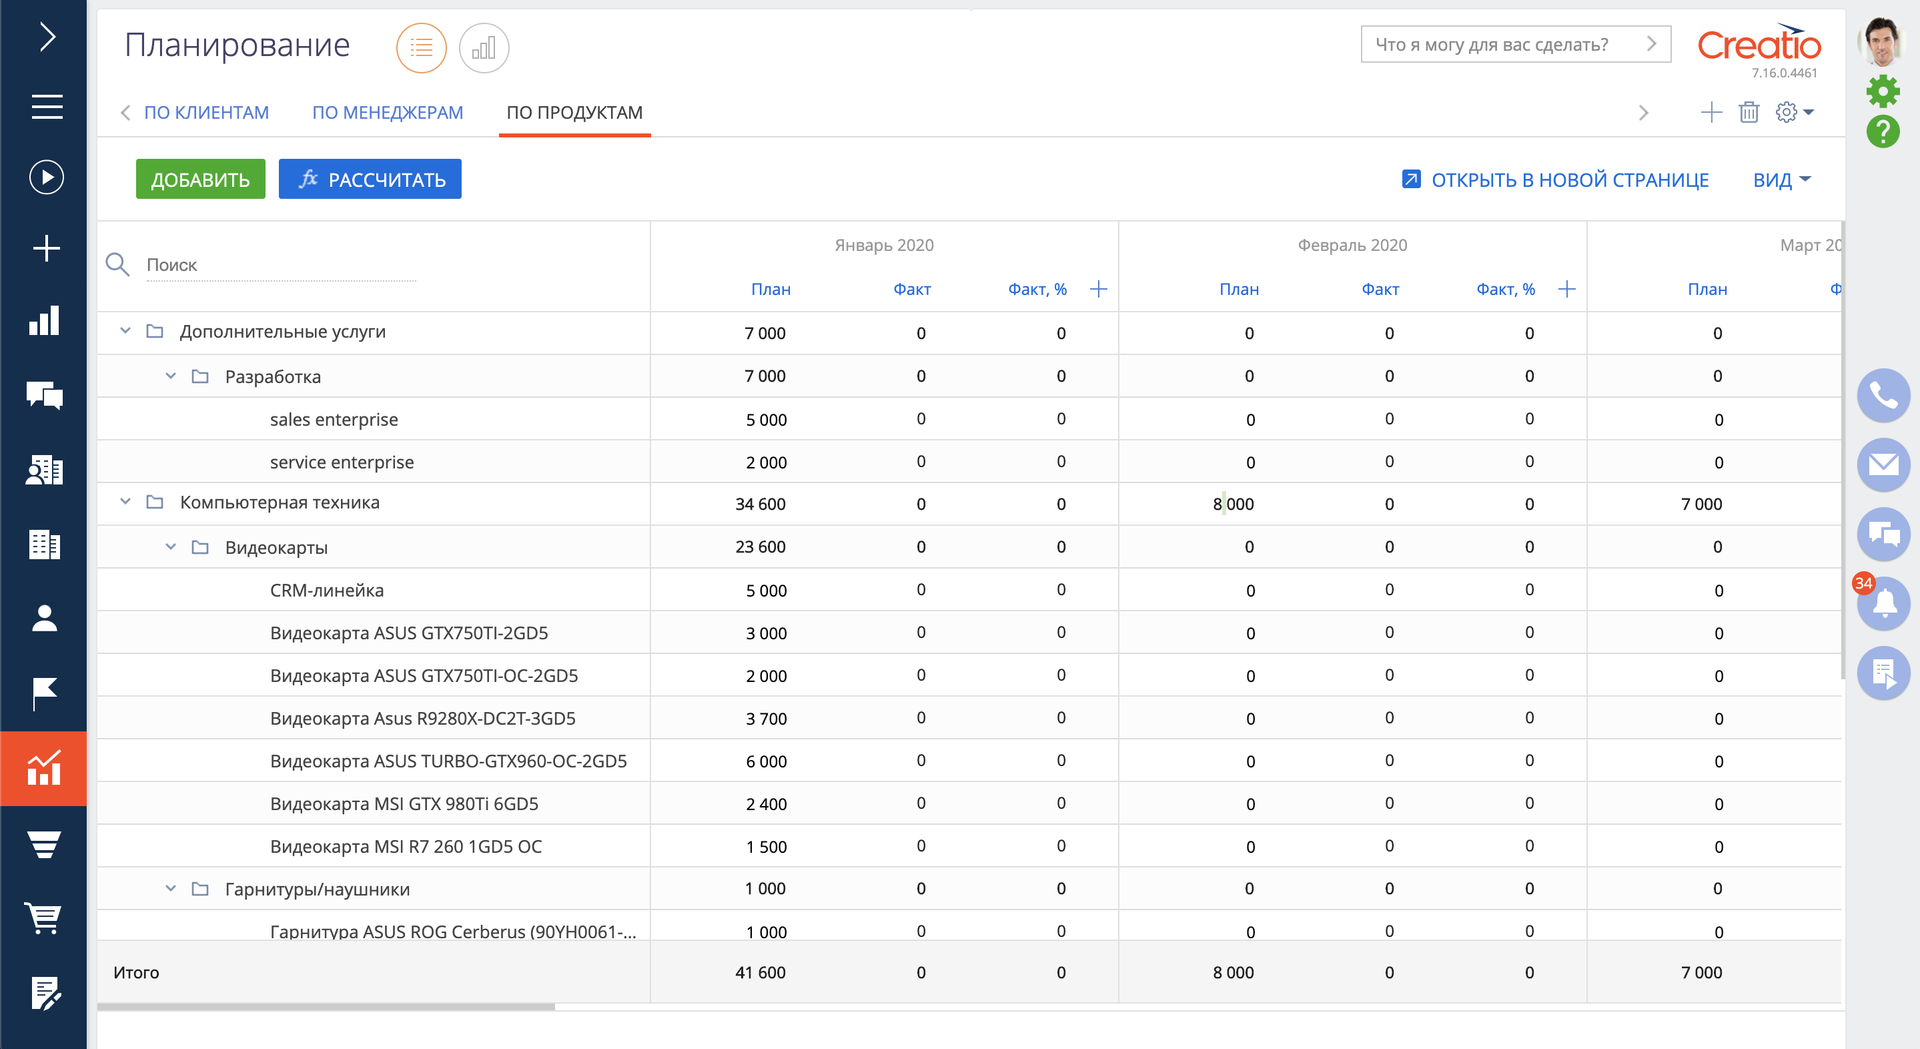 Планирование
Что я могу для вас сделать?
Creatio
7.16.0.4461
ПО КЛИЕНТАМ ПО МЕНЕДЖЕРАМ ПО ПРОДУКТАМ
?
ДОБАВИТЬ fx РАССЧИТАТЬ ОТКРЫТЬ В НОВОЙ СТРАНИЦЕ ВИД
Январь 2020 Февраль 2020 Март 20
Поиск
План Факт Факт, % План Факт Факт, % План Ф
Дополнительные услуги 7 000 0 0 0 0 0 0
Разработка 7 000 0 0 0 0 0 0
sales enterprise 5 000 0 0 0 0 0 0
service enterprise 2 000 0 0 0 0 0 0
Компьютерная техника 34 600 0 0 8 000 0 0 7 000
Видеокарты 23 600 0 0 0 0 0 0
CRM-линейка 5 000 0 0 0 0 0 0
34
Видеокарта ASUS GTX750TI-2GD5 3 000 0 0 0 0 0 0
Видеокарта ASUS GTX750TI-OC-2GD5 2 000 0 0 0 0 0 0
Видеокарта Asus R9280X-DC2T-3GD5 3 700 0 0 0 0 0 0
Видеокарта ASUS TURBO-GTX960-OC-2GD5 6 000 0 0 0 0 0 0
Видеокарта MSI GTX 980Ti 6GD5 2 400 0 0 0 0 0 0
Видеокарта MSI R7 260 1GD5 OC 1 500 0 0 0 0 0 0
Гарнитуры/наушники 1 000 0 0 0 0 0 0
Гарнитура ASUS ROG Cerberus (90YH0061-... 1 000 0 0 0 0 0 0
Итого 41 600 0 0 8 000 0 0 7 000